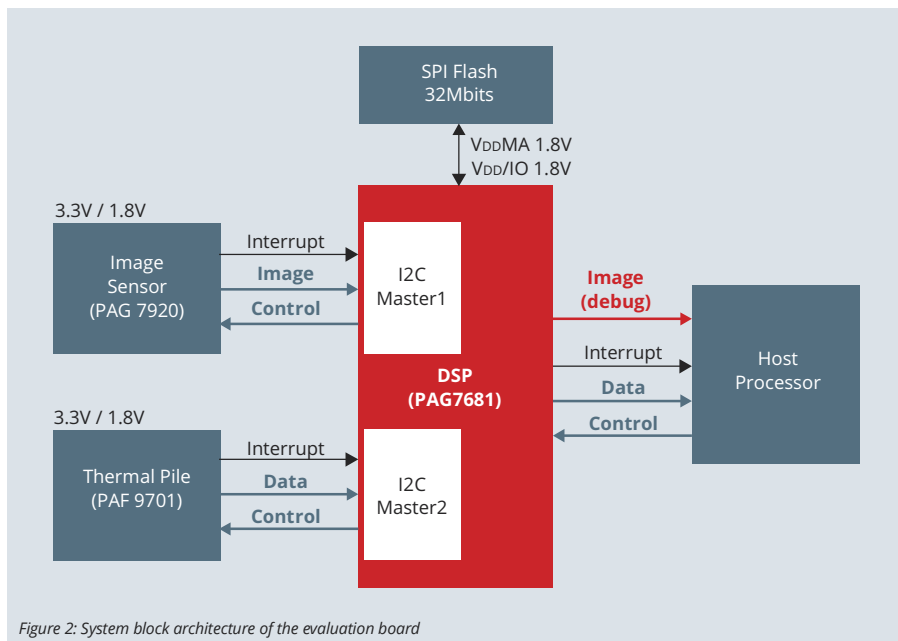 SPI Flash
32Mbits
VDDMA 1.8V
VDD/IO 1.8V
3.3V / 1.8V
Image
Sensor
(PAG 7920)
Interrupt
Image
Control
I2C
Master1
DSP
(PAG7681)
Image
(debug)
Interrupt
Data
Control
Host
Processor
3.3V / 1.8V
Thermal Pile
(PAF 9701)
Interrupt
Data
Control
I2C
Master2
Figure 2: System block architecture of the evaluation board